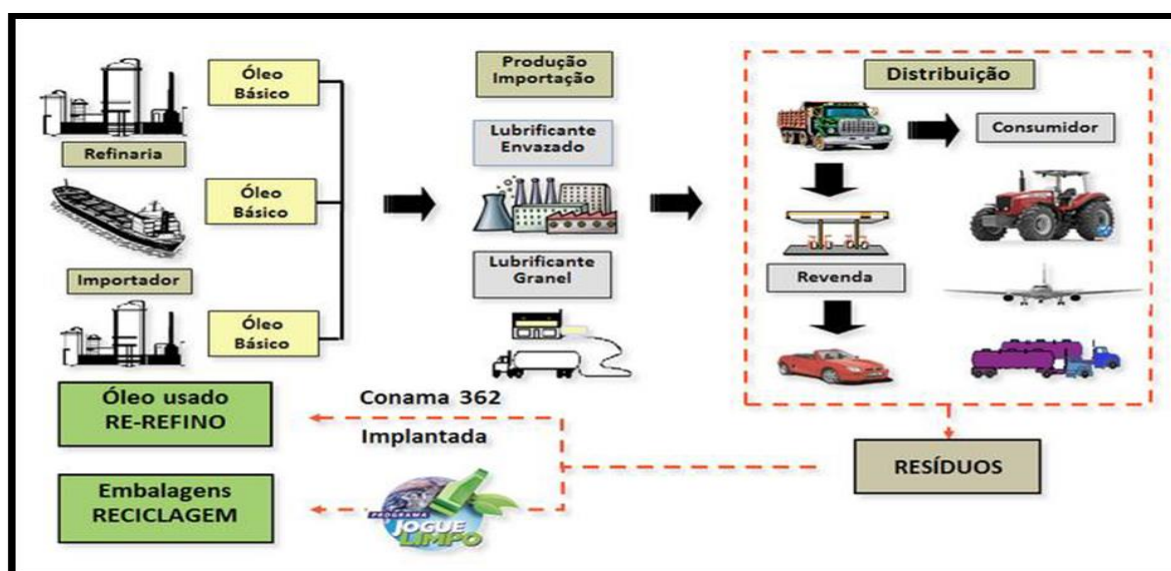 Óleo
Básico
Refinaria
Óleo
Básico
Importador
Óleo
Básico
Produção
Importação
Lubrificante
Envazado
Lubrificante
Granel
Distribuição
Consumidor
Revenda
RESÍDUOS
Conama 362
Implantada
Óleo usado
RE-REFINO
Embalagens
RECICLAGEM
PROGRAMA
JOGUE
LIMPO